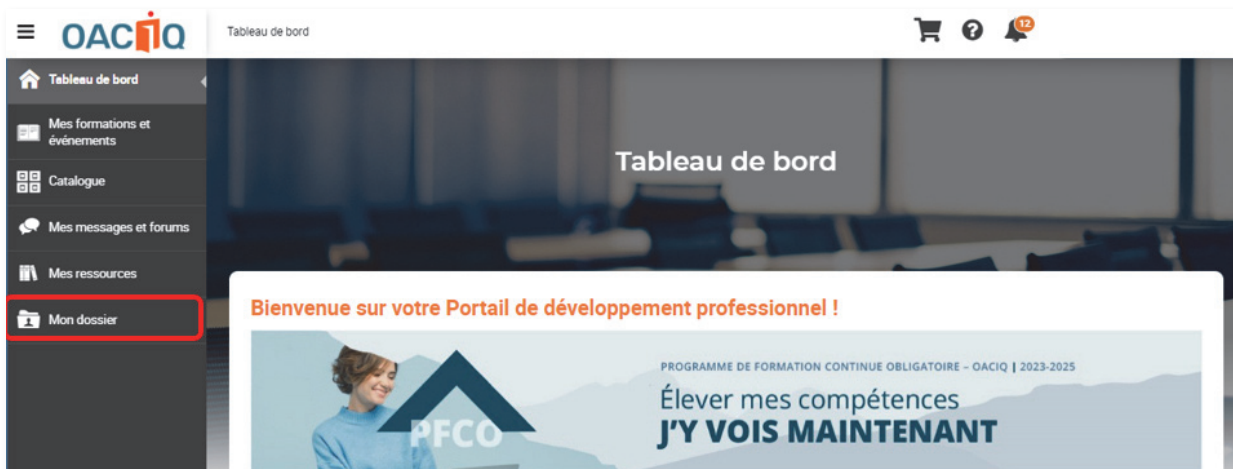 OACIQ
Tableau de bord
12
Tableau de bord
Mes formations et
événements
Catalogue
Mes messages et forums
Mes ressources
Mon dossier
Tableau de bord
Bienvenue sur votre Portail de développement professionnel !
PROGRAMME DE FORMATION CONTINUE OBLIGATOIRE – OACIQ | 2023-2025
Élever mes compétences
J'Y VOIS MAINTENANT
PFCO